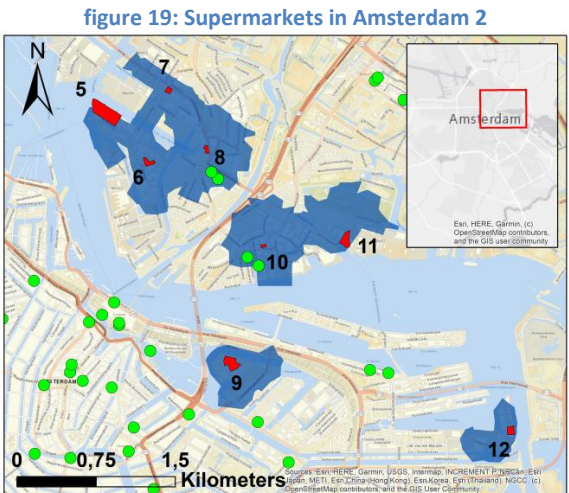 figure 19: Supermarkets in Amsterdam 2
N
7
5
6
8
10
11
9
12
Amsterdam
Esri, HERE, Garmin, (c)
OpenStreetMap contributors,
and the GIS user community
0 0,75 1,5
Kilometers
Sources: Esri, HERE, Garmin, USGS, Intermap, INCREMENT P, NRCan, Esri
Japan, METI, Esri China (Hong Kong), Esri Korea, Esri (Thailand), NGCC, (c)
OpenStreetMap contributors, and the GIS User Community